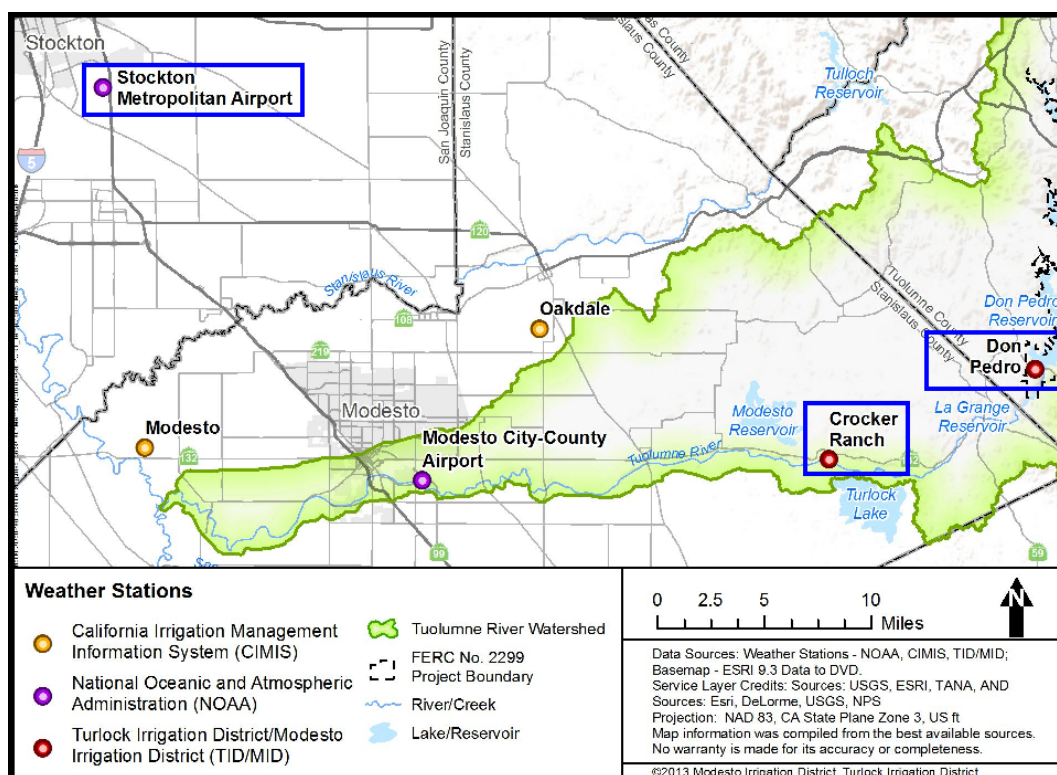 Stockton
Stockton
Metropolitan Airport
5
San Joaquin County
Stanislaus County
Stanislaus County
Tulloch
Reservoir
120
Stanislaus River
Oakdale
108
219
Tuolumne County
Stanislaus County
Don Pedro
Reservoir
Don
Pedro
Modesto
Modesto
132
Modesto City-County
Airport
Modesto
Reservoir
Crocker
Ranch
La Grange
Reservoir
Tuolumne River
Turlock
Lake
99
59
Weather Stations
California Irrigation Management
Information System (CIMIS)
National Oceanic and Atmospheric
Administration (NOAA)
Turlock Irrigation District/Modesto
Irrigation District (TID/MID)
Tuolumne River Watershed
FERC No. 2299
Project Boundary
River/Creek
Lake/Reservoir
0 2.5 5 10
Miles
N
Data Sources: Weather Stations - NOAA, CIMIS, TID/MID;
Basemap - ESRI 9.3 Data to DVD.
Service Layer Credits: Sources: USGS, ESRI, TANA, AND
Sources: Esri, DeLorme, USGS, NPS
Projection: NAD 83, CA State Plane Zone 3, US ft
Map information was compiled from the best available sources.
No warranty is made for its accuracy or completeness.
©2013 Modesto Irrigation District, Turlock Irrigation District